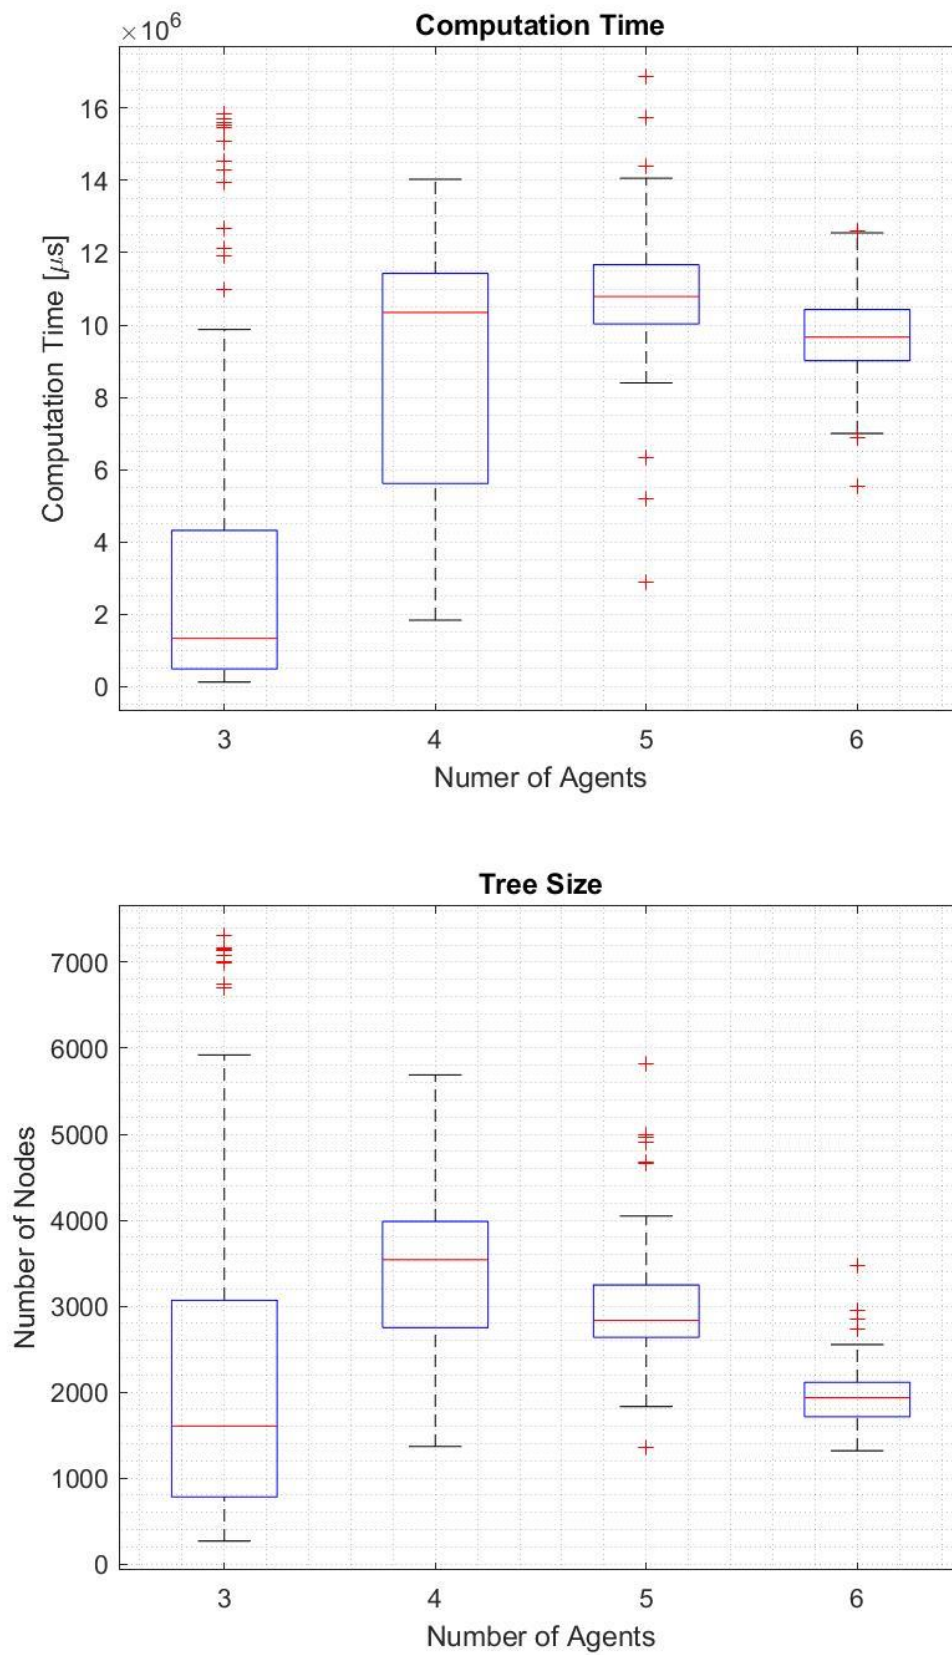 Computation Time
×10⁶
16
14
12
10
8
6
4
2
0
Computation Time [μs]
3 4 5 6
Numer of Agents
Tree Size
7000
6000
5000
4000
3000
2000
1000
0
Number of Nodes
3 4 5 6
Number of Agents